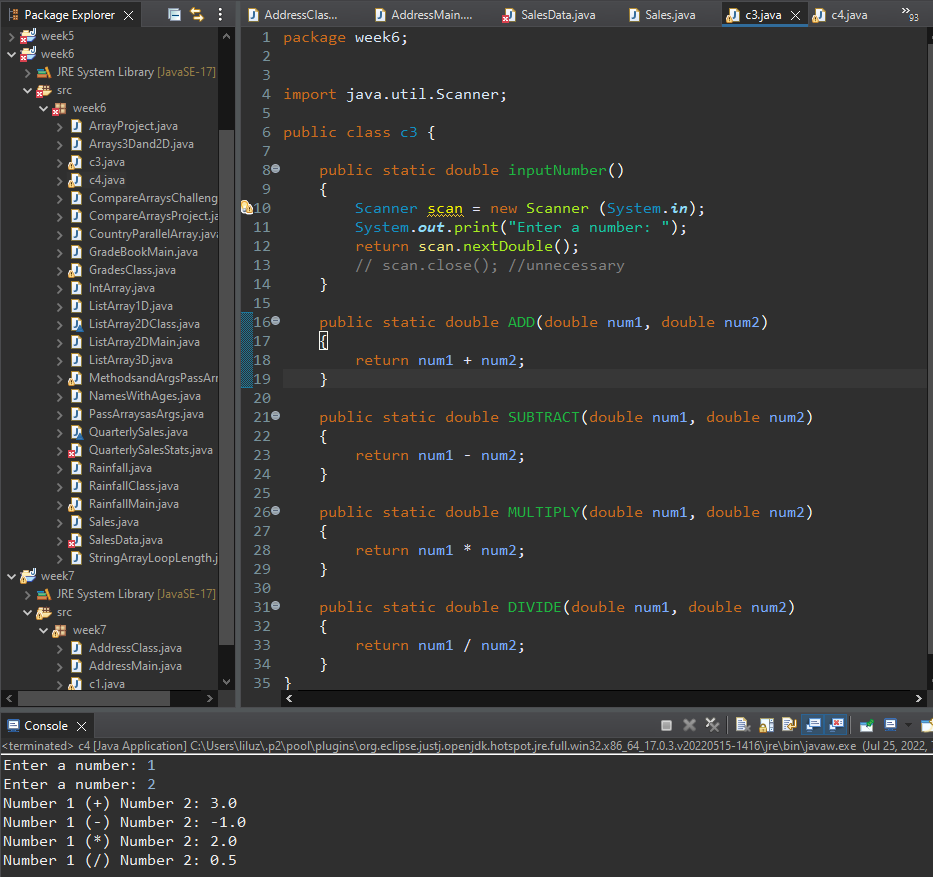 Package Explorer
week5
week6
JRE System Library [JavaSE-17]
src
week6
ArrayProject.java
Arrays3Dand2D.java
c3.java
c4.java
CompareArraysChalleng
CompareArraysProject.ja
CountryParallelArray.java
GradeBookMain.java
GradesClass.java
IntArray.java
ListArray1D.java
ListArray2DClass.java
ListArray2DMain.java
ListArray3D.java
MethodsandArgsPassArr
NamesWithAges.java
PassArraysasArgs.java
QuarterlySales.java
QuarterlySalesStats.java
Rainfall.java
RainfallClass.java
RainfallMain.java
Sales.java
SalesData.java
StringArrayLoopLength.j
week7
JRE System Library [JavaSE-17]
src
week7
AddressClass.java
AddressMain.java
c1.java
AddressClas... AddressMain.... SalesData.java Sales.java c3.java c4.java »93
1 package week6;
2
3
4 import java.util.Scanner;
5
6 public class c3 {
7
8 public static double inputNumber()
9 {
10 Scanner scan = new Scanner (System.in);
11 System.out.print("Enter a number: ");
12 return scan.nextDouble();
13 // scan.close(); //unnecessary
14 }
15
16 public static double ADD(double num1, double num2)
17 {
18 return num1 + num2;
19 }
20
21 public static double SUBTRACT(double num1, double num2)
22 {
23 return num1 - num2;
24 }
25
26 public static double MULTIPLY(double num1, double num2)
27 {
28 return num1 * num2;
29 }
30
31 public static double DIVIDE(double num1, double num2)
32 {
33 return num1 / num2;
34 }
35 }
Console
<terminated> c4 [Java Application] C:\Users\liluz\.p2\pool\plugins\org.eclipse.justj.openjdk.hotspot.jre.full.win32.x86_64_17.0.3.v20220515-1416\jre\bin\javaw.exe (Jul 25, 2022,
Enter a number: 1
Enter a number: 2
Number 1 (+) Number 2: 3.0
Number 1 (-) Number 2: -1.0
Number 1 (*) Number 2: 2.0
Number 1 (/) Number 2: 0.5